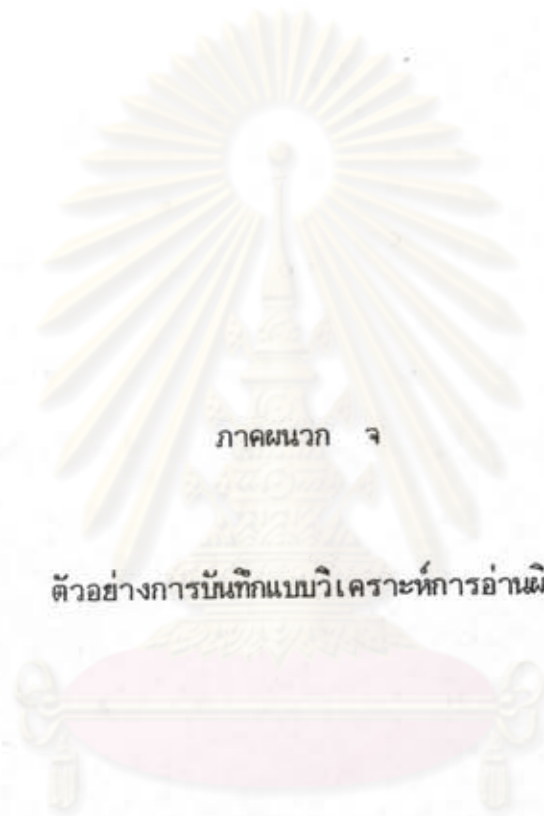 ภาคผนวก จ
ตัวอย่างการบันทึกแบบวิเคราะห์การอ่านผิ